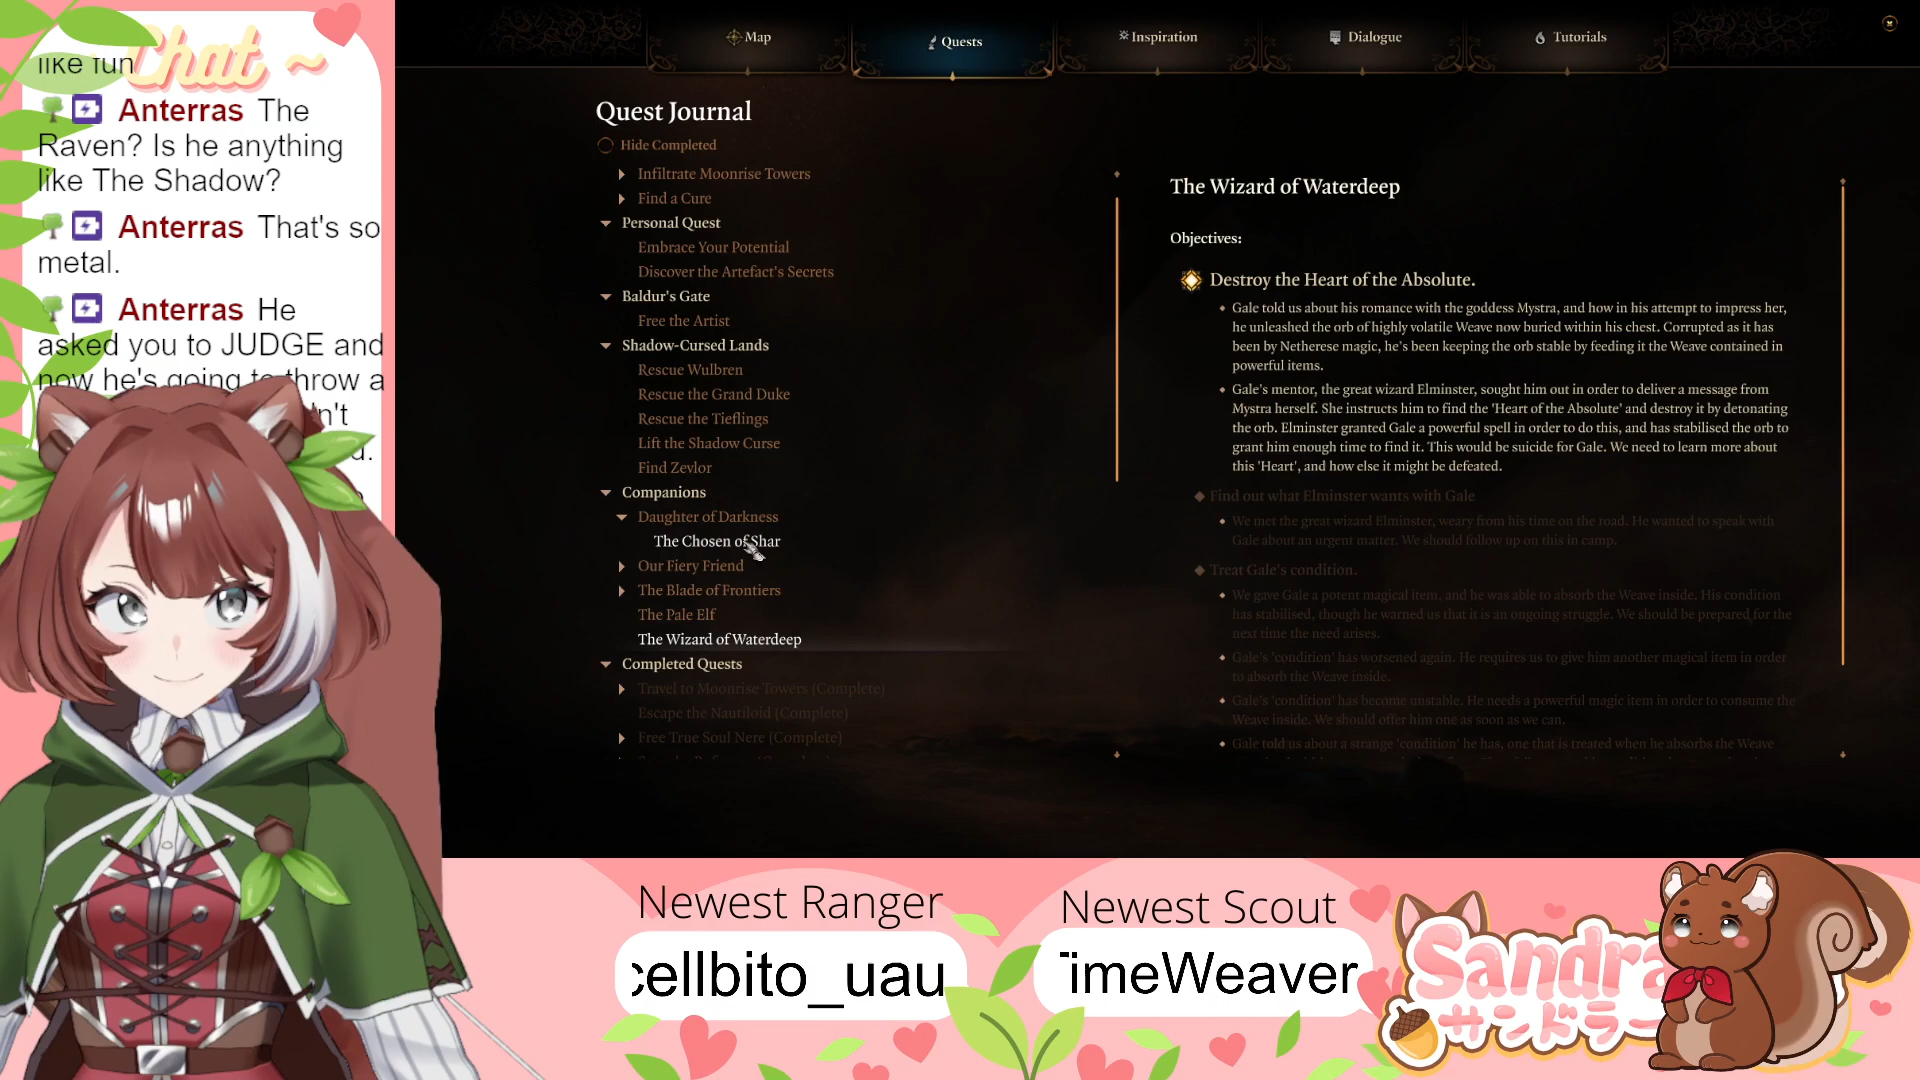 Chat ~
like fun
Anterras The
Raven? Is he anything
like The Shadow?
Anterras That's so
metal.
Anterras He
asked you to JUDGE and
now he's going to throw a
n't
d.
Map
Quests
Inspiration
Dialogue
Tutorials
Quest Journal
Hide Completed
Infiltrate Moonrise Towers
Find a Cure
Personal Quest
Embrace Your Potential
Discover the Artefact's Secrets
Baldur's Gate
Free the Artist
Shadow-Cursed Lands
Rescue Wulbren
Rescue the Grand Duke
Rescue the Tieflings
Lift the Shadow Curse
Find Zevlor
Companions
Daughter of Darkness
The Chosen of Shar
Our Fiery Friend
The Blade of Frontiers
The Pale Elf
The Wizard of Waterdeep
Completed Quests
Travel to Moonrise Towers (Complete)
Escape the Nautiloid (Complete)
Free True Soul Nere (Complete)
The Wizard of Waterdeep
Objectives:
Destroy the Heart of the Absolute.
Gale told us about his romance with the goddess Mystra, and how in his attempt to impress her,
he unleashed the orb of highly volatile Weave now buried within his chest. Corrupted as it has
been by Netherese magic, he's been keeping the orb stable by feeding it the Weave contained in
powerful items.
Gale's mentor, the great wizard Elminster, sought him out in order to deliver a message from
Mystra herself. She instructs him to find the 'Heart of the Absolute' and destroy it by detonating
the orb. Elminster granted Gale a powerful spell in order to do this, and has stabilised the orb to
grant him enough time to find it. This would be suicide for Gale. We need to learn more about
this 'Heart', and how else it might be defeated.
Find out what Elminster wants with Gale
We met the great wizard Elminster, weary from his time on the road. He wanted to speak with
Gale about an urgent matter. We should follow up on this in camp.
Treat Gale's condition.
We gave Gale a potent magical item, and he was able to absorb the Weave inside. His condition
has stabilised, though he warned us that it is an ongoing struggle. We should be prepared for the
next time the need arises.
Gale's 'condition' has worsened again. He requires us to give him another magical item in order
to absorb the Weave inside.
Gale's 'condition' has become unstable. He needs a powerful magic item in order to consume the
Weave inside. We should offer him one as soon as we can.
Gale told us about a strange 'condition' he has, one that is treated when he absorbs the Weave
Newest Ranger
cellbito_uau
Newest Scout
TimeWeaver
Sandra
サンドラー